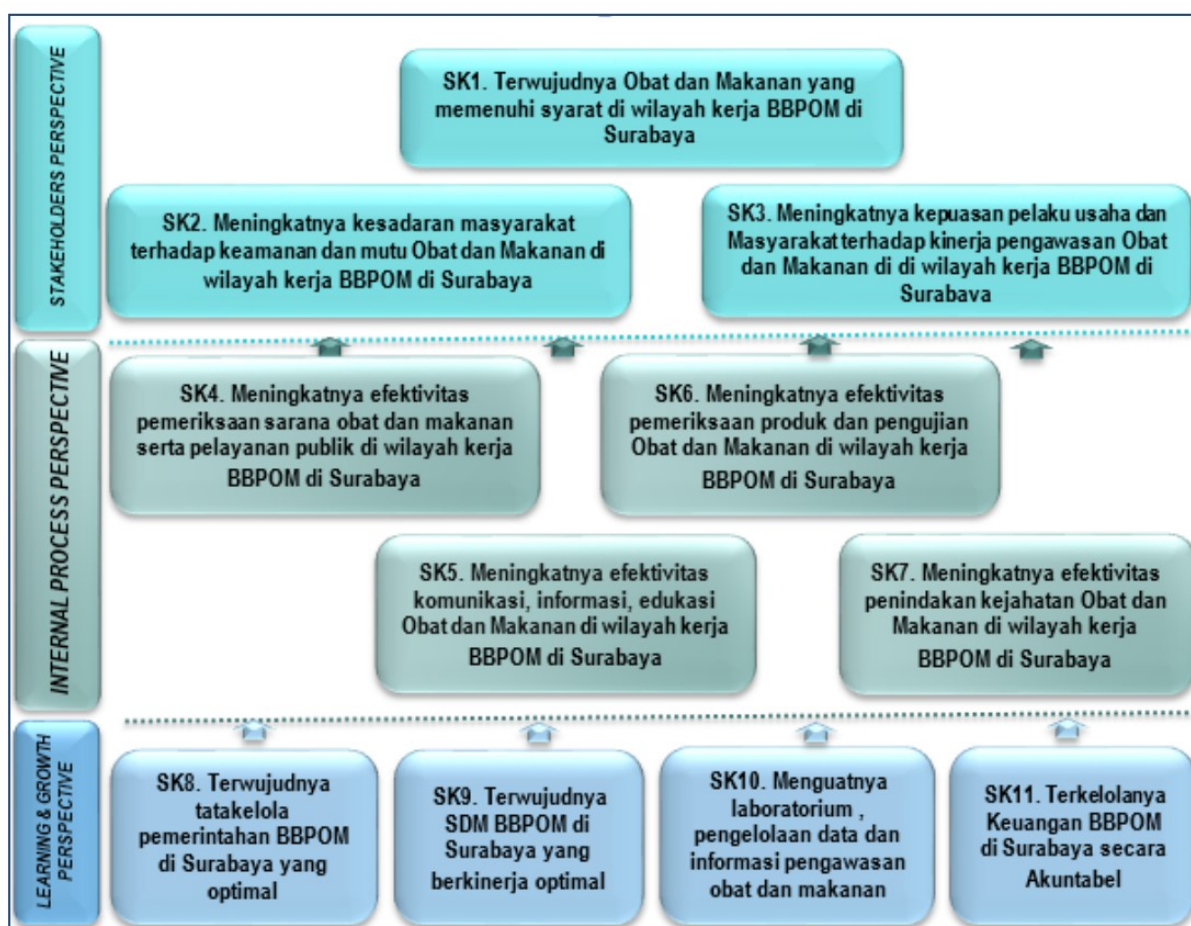 STAKEHOLDERS PERSPECTIVE
SK1. Terwujudnya Obat dan Makanan yang
memenuhi syarat di wilayah kerja BBPOM di
Surabaya
SK2. Meningkatnya kesadaran masyarakat
terhadap keamanan dan mutu Obat dan Makanan di
wilayah kerja BBPOM di Surabaya
SK3. Meningkatnya kepuasan pelaku usaha dan
Masyarakat terhadap kinerja pengawasan Obat
dan Makanan di di wilayah kerja BBPOM di
Surabava
INTERNAL PROCESS PERSPECTIVE
SK4. Meningkatnya efektivitas
pemeriksaan sarana obat dan makanan
serta pelayanan publik di wilayah kerja
BBPOM di Surabaya
SK6. Meningkatnya efektivitas
pemeriksaan produk dan pengujian
Obat dan Makanan di wilayah kerja
BBPOM di Surabaya
SK5. Meningkatnya efektivitas
komunikasi, informasi, edukasi
Obat dan Makanan di wilayah kerja
BBPOM di Surabaya
SK7. Meningkatnya efektivitas
penindakan kejahatan Obat dan
Makanan di wilayah kerja
BBPOM di Surabaya
LEARNING & GROWTH
PERSPECTIVE
SK8. Terwujudnya
tatakelola
pemerintahan BBPOM
di Surabaya yang
optimal
SK9. Terwujudnya
SDM BBPOM di
Surabaya yang
berkinerja optimal
SK10. Menguatnya
laboratorium ,
pengelolaan data dan
informasi pengawasan
obat dan makanan
SK11. Terkelolanya
Keuangan BBPOM
di Surabaya secara
Akuntabel